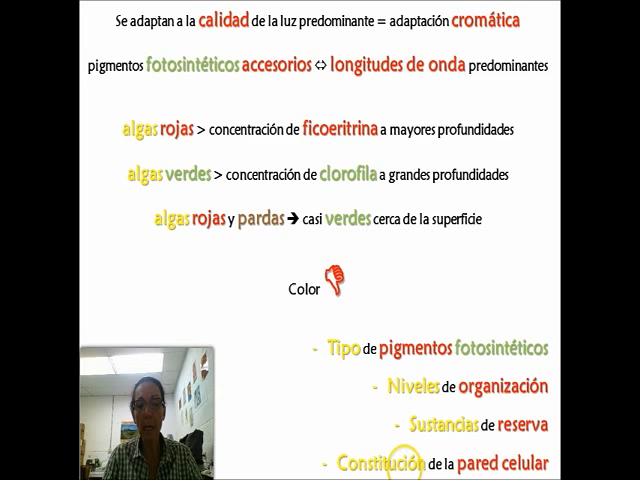 Se adaptan a la calidad de la luz predominante = adaptación cromática
pigmentos fotosintéticos accesorios ⇔ longitudes de onda predominantes
algas rojas > concentración de ficoeritrina a mayores profundidades
algas verdes > concentración de clorofila a grandes profundidades
algas rojas y pardas → casi verdes cerca de la superficie
Color
- Tipo de pigmentos fotosintéticos
- Niveles de organización
- Sustancias de reserva
- Constitución de la pared celular